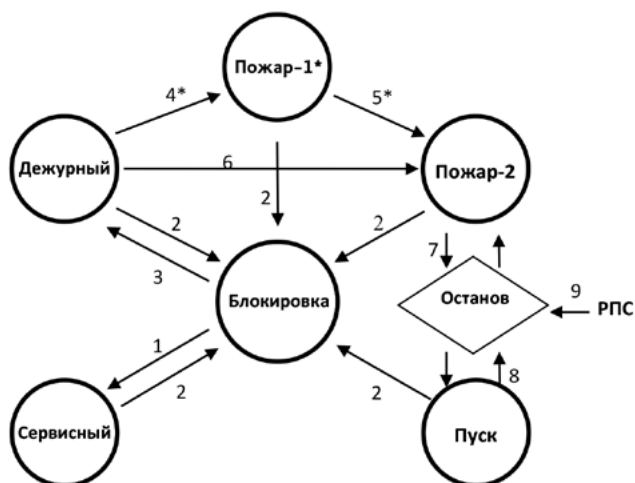 Пожар-1*
4*
5*
Дежурный
6
Пожар-2
2
2
2
7
3
Блокировка
Останов
9
РПС
1
8
2
2
Сервисный
Пуск